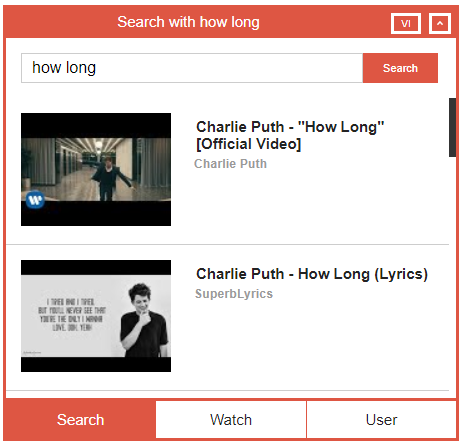 Search with how long
VI
how long
Search
Charlie Puth - "How Long"
[Official Video]
Charlie Puth
I TRIED AND I TRIED,
BUT YOU'LL NEVER SEE THAT
YOU'RE THE ONLY I WANNA
LOVE, OOH, YEAH
Charlie Puth - How Long (Lyrics)
SuperbLyrics
Search
Watch
User